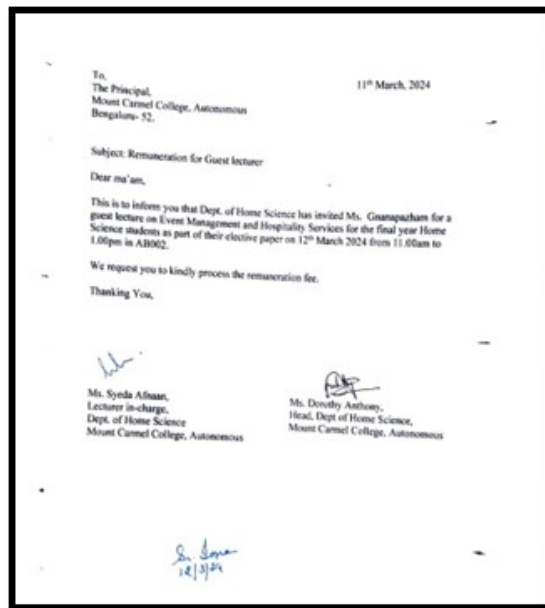 11th March, 2024
To,
The Principal,
Mount Carmel College, Autonomous
Bengaluru- 52.
Subject: Remuneration for Guest lecturer
Dear ma'am,
This is to inform you that Dept. of Home Science has invited Ms. Gnanapazham for a
guest lecture on Event Management and Hospitality Services for the final year Home
Science students as part of their elective paper on 12th March 2024 from 11.00am to
1.00pm in AB002.
We request you to kindly process the remuneration fee.
Thanking You,
Ms. Syeda Afnaan,
Lecturer in-charge,
Dept. of Home Science
Mount Carmel College, Autonomous
Ms. Dorothy Anthony,
Head, Dept of Home Science,
Mount Carmel College, Autonomous
12/3/24